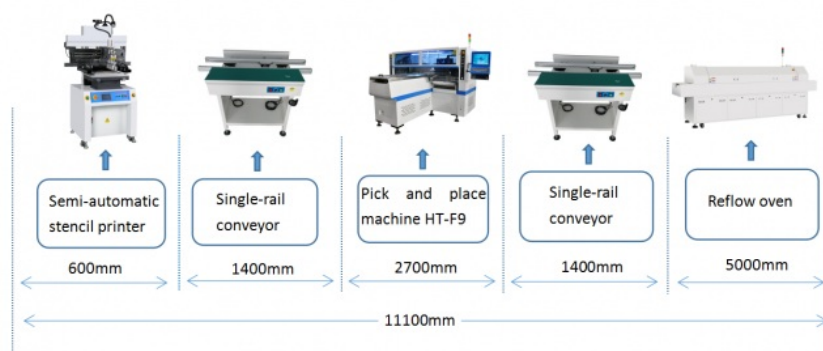 Semi-automatic
stencil printer
Single-rail
conveyor
Pick and place
machine HT-F9
Single-rail
conveyor
Reflow oven
600mm
1400mm
2700mm
1400mm
5000mm
11100mm